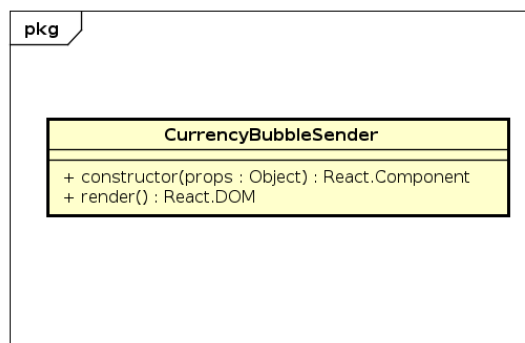 pkg
CurrencyBubbleSender
+ constructor(props : Object) : React.Component
+ render() : React.DOM